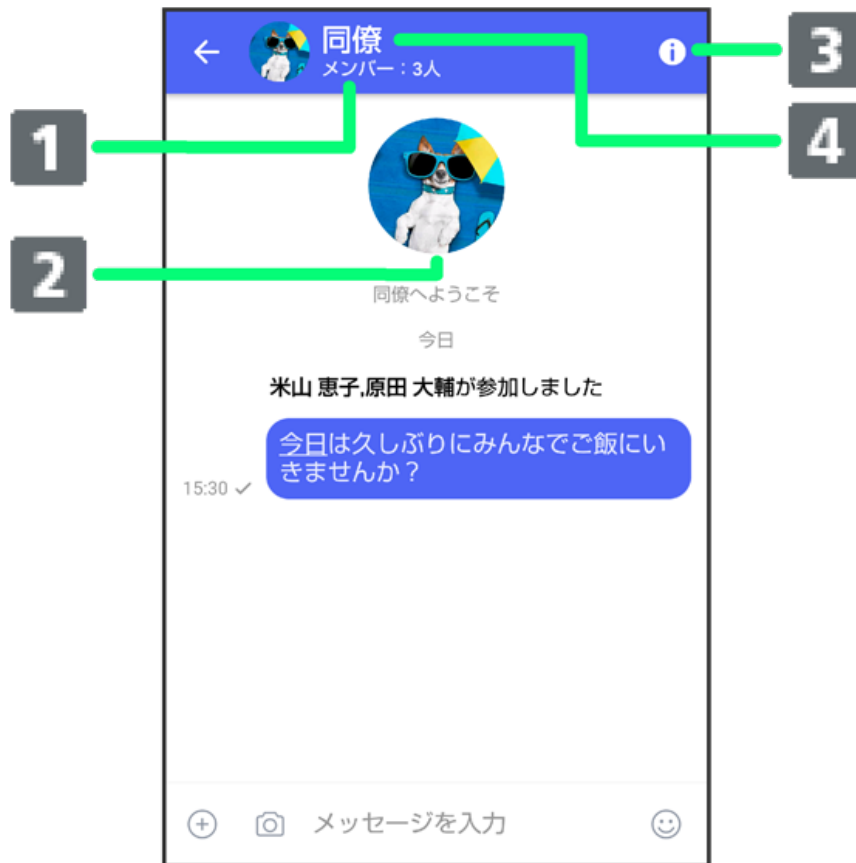 同僚
メンバー：3人
3
1
4
2
同僚へようこそ
今日
米山 恵子,原田 大輔が参加しました
今日は久しぶりにみんなでご飯にい
きませんか？
15:30
メッセージを入力